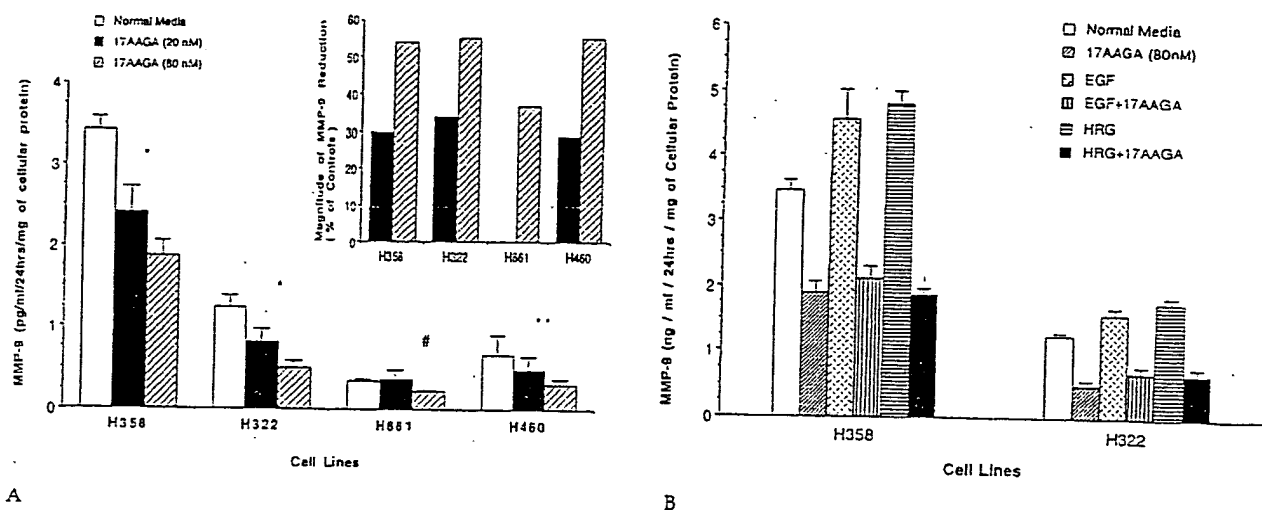 Normal Media
17AAGA (20 nM)
17AAGA (80 nM)
MMP-9 (pg/ml/24hrs/mg of cellular protein)
4
3
2
1
0
*
*
#
**
H358
H322
H661
H460
Cell Lines
Magnitude of MMP-9 Reduction
( % of Controls )
60
50
40
30
20
10
0
H358
H322
H661
H460
A
Normal Media
17AAGA (80nM)
EGF
EGF+17AAGA
HRG
HRG+17AAGA
MMP-9 (ng / ml / 24hrs / mg of Cellular Protein)
6
5
4
3
2
1
0
H358
H322
Cell Lines
B